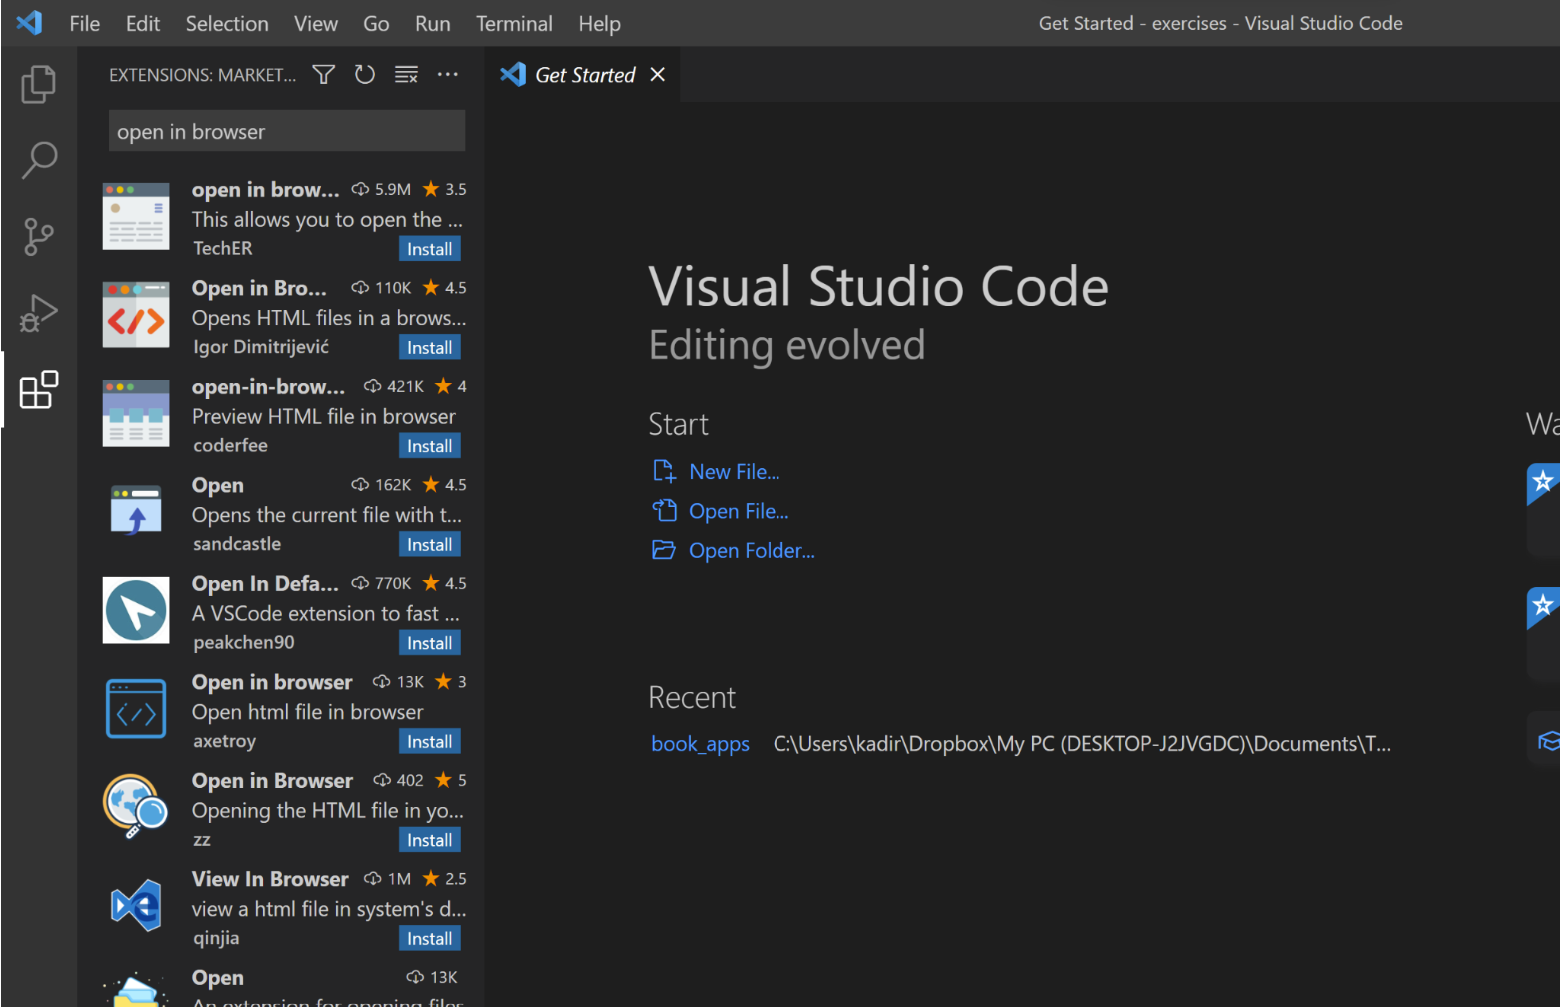 File Edit Selection View Go Run Terminal Help
Get Started - exercises - Visual Studio Code
EXTENSIONS: MARKET...
Get Started
open in browser
open in brow... 5.9M 3.5
This allows you to open the ...
TechER Install
Open in Bro... 110K 4.5
Opens HTML files in a brows...
Igor Dimitrijević Install
open-in-brow... 421K 4
Preview HTML file in browser
coderfee Install
Open 162K 4.5
Opens the current file with t...
sandcastle Install
Open In Defa... 770K 4.5
A VSCode extension to fast ...
peakchen90 Install
Open in browser 13K 3
Open html file in browser
axetroy Install
Open in Browser 402 5
Opening the HTML file in yo...
zz Install
View In Browser 1M 2.5
view a html file in system's d...
qinjia Install
Open 13K
An extension for opening files
Visual Studio Code
Editing evolved
Start
New File...
Open File...
Open Folder...
Recent
book_apps C:\Users\kadir\Dropbox\My PC (DESKTOP-J2JVGDC)\Documents\T...
Wa